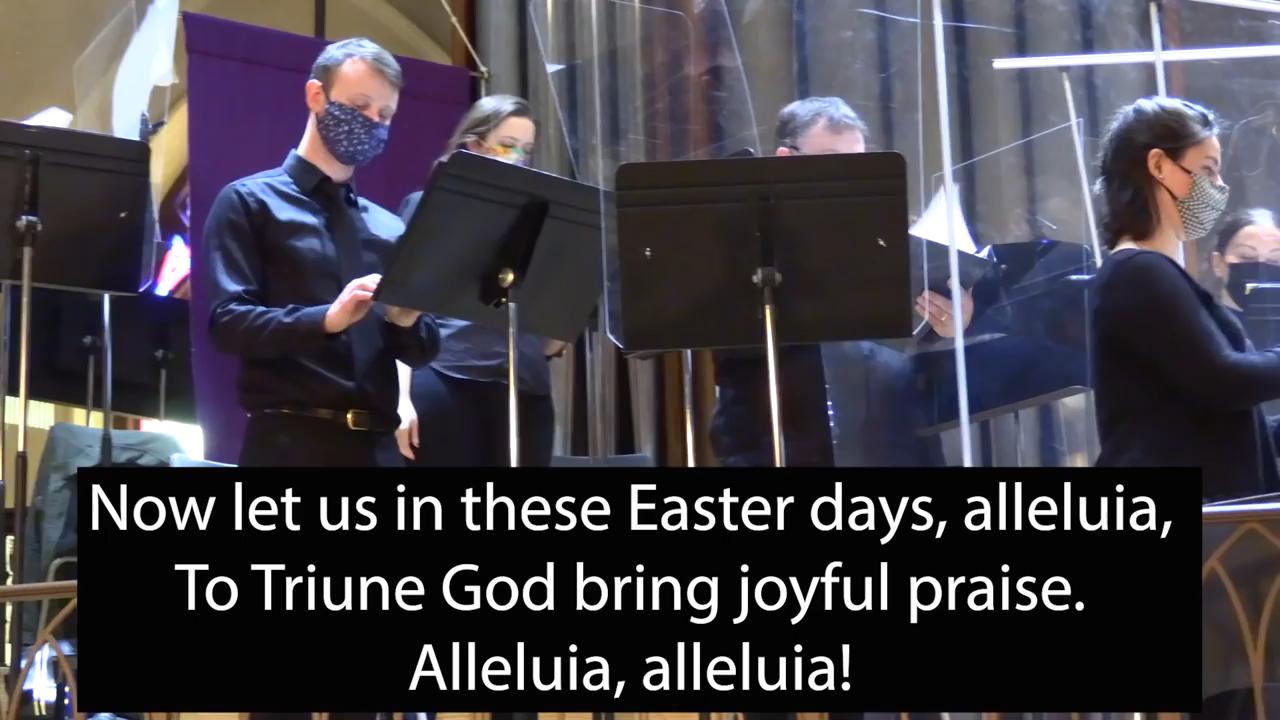 Now let us in these Easter days, alleluia,
To Triune God bring joyful praise.
Alleluia, alleluia!